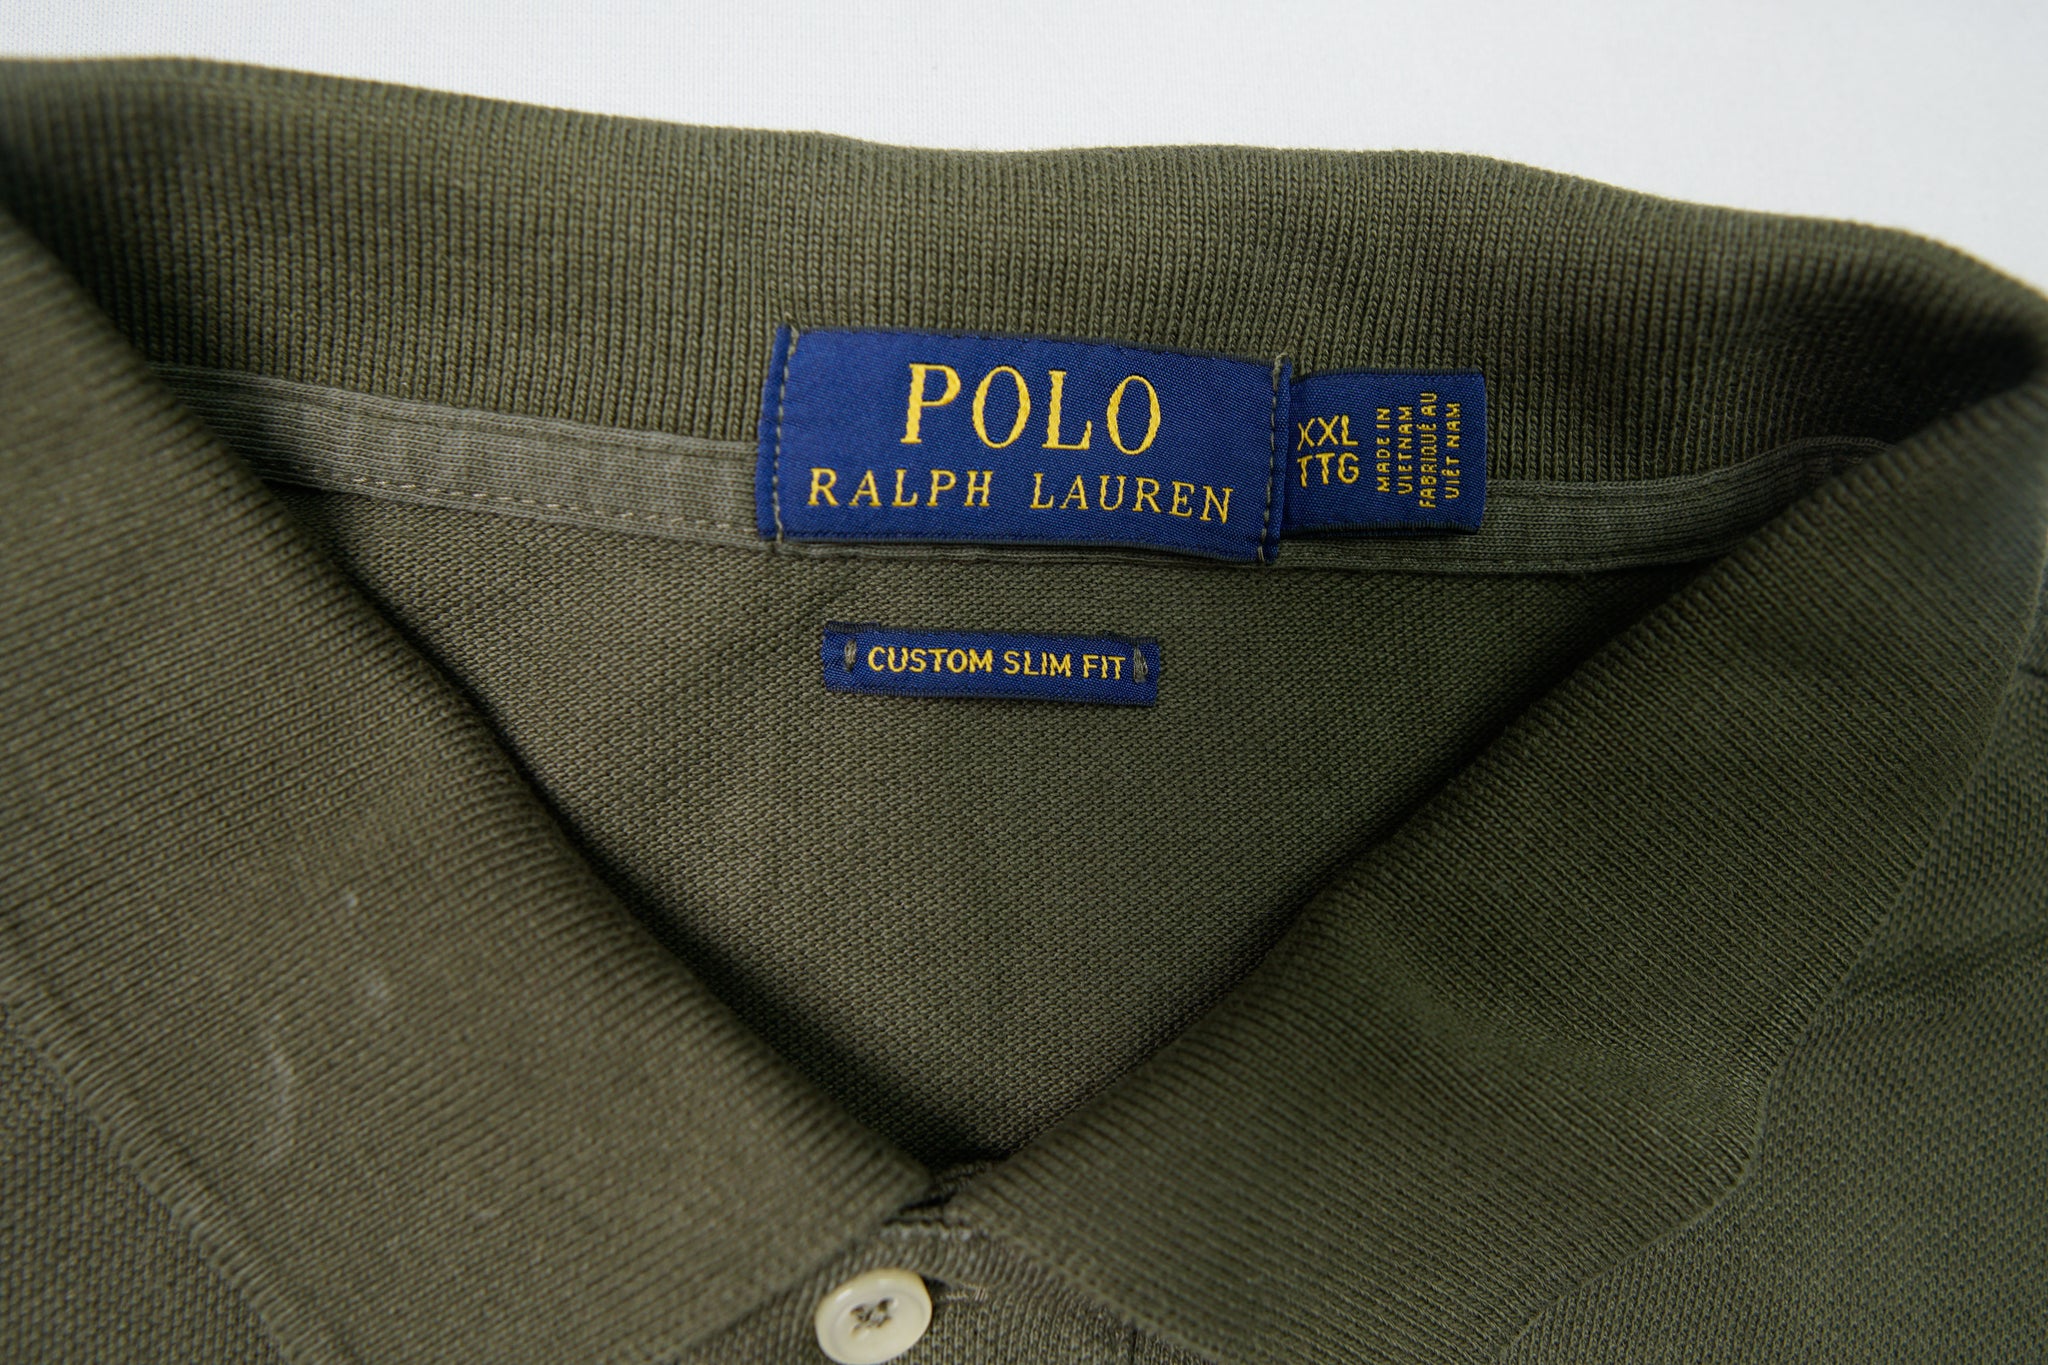 POLO
RALPH LAUREN
XXL
TTG
MADE IN
VIETNAM
FABRIQUÉ AU
VIÊT NAM
CUSTOM SLIM FIT